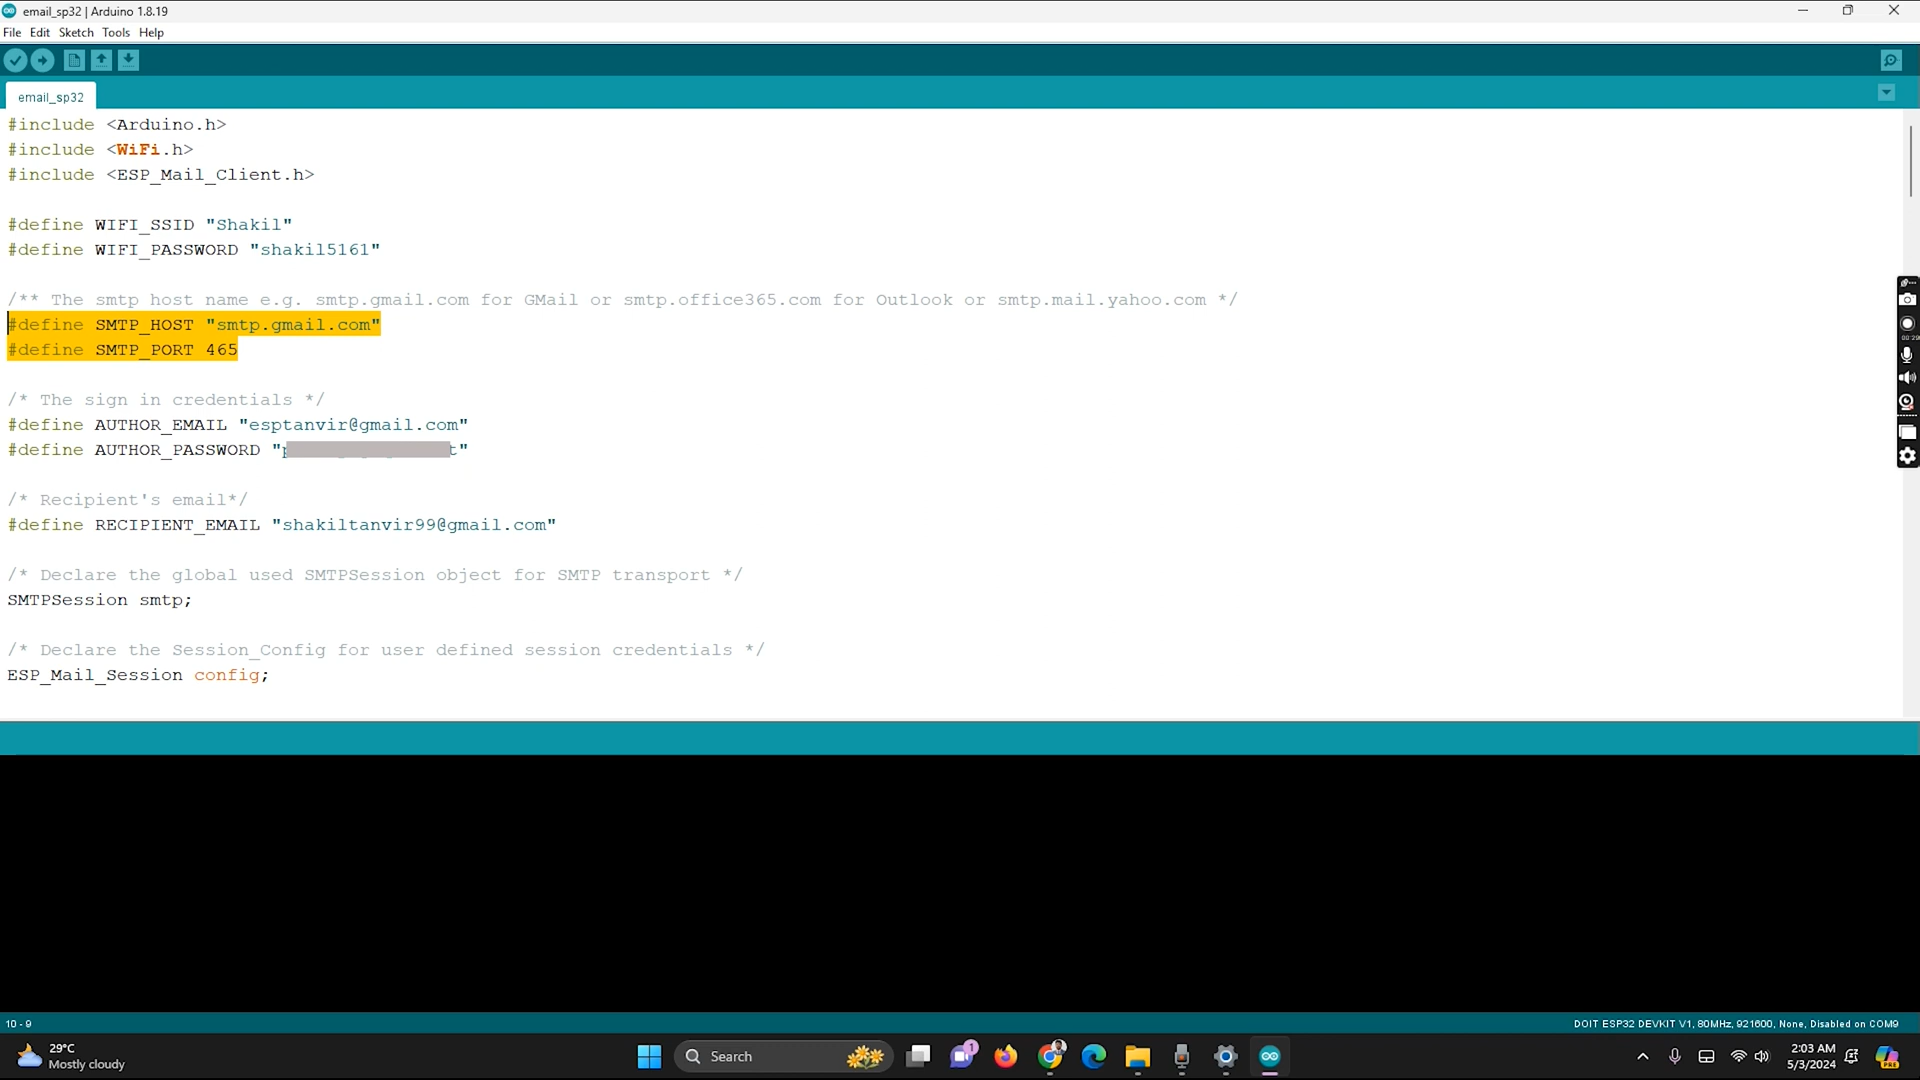 email_sp32 | Arduino 1.8.19
File Edit Sketch Tools Help
email_sp32
#include <Arduino.h>
#include <WiFi.h>
#include <ESP_Mail_Client.h>
#define WIFI_SSID "Shakil"
#define WIFI_PASSWORD "shakil5161"
/** The smtp host name e.g. smtp.gmail.com for GMail or smtp.office365.com for Outlook or smtp.mail.yahoo.com */
#define SMTP_HOST "smtp.gmail.com"
#define SMTP_PORT 465
/* The sign in credentials */
#define AUTHOR_EMAIL "esptanvir@gmail.com"
#define AUTHOR_PASSWORD "p t"
/* Recipient's email*/
#define RECIPIENT_EMAIL "shakiltanvir99@gmail.com"
/* Declare the global used SMTPSession object for SMTP transport */
SMTPSession smtp;
/* Declare the Session_Config for user defined session credentials */
ESP_Mail_Session config;
10 - 9
DOIT ESP32 DEVKIT V1, 80MHz, 921600, None, Disabled on COM9
29°C
Mostly cloudy
Search
1
2:03 AM
5/3/2024
PRE